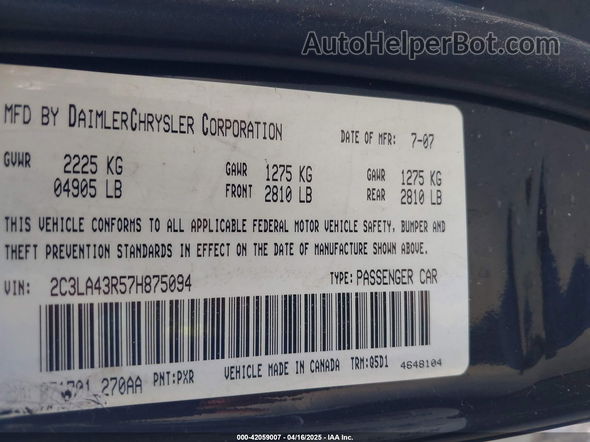 AutoHelperBot.com
MFD BY DAIMLERCHRYSLER CORPORATION DATE OF MFR: 7-07
GVWR 2225 KG GAWR 1275 KG GAWR 1275 KG
04905 LB FRONT 2810 LB REAR 2810 LB
THIS VEHICLE CONFORMS TO ALL APPLICABLE FEDERAL MOTOR VEHICLE SAFETY, BUMPER AND
THEFT PREVENTION STANDARDS IN EFFECT ON THE DATE OF MANUFACTURE SHOWN ABOVE.
VIN: 2C3LA43R57H875094 TYPE: PASSENGER CAR
270AA PNT:PXR VEHICLE MADE IN CANADA TRM:Q5D1 4648104
000-42059007 - 04/16/2025 - IAA Inc.